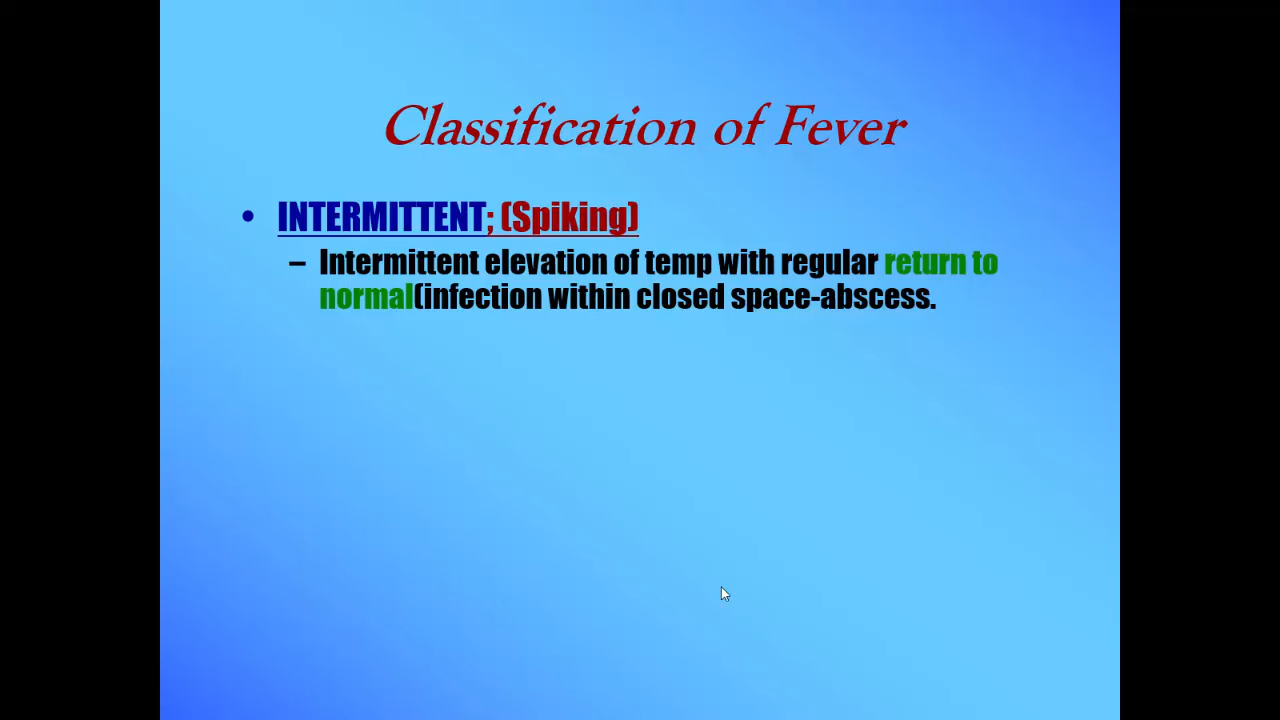 Classification of Fever
• INTERMITTENT; (Spiking)
– Intermittent elevation of temp with regular return to
normal(infection within closed space-abscess.